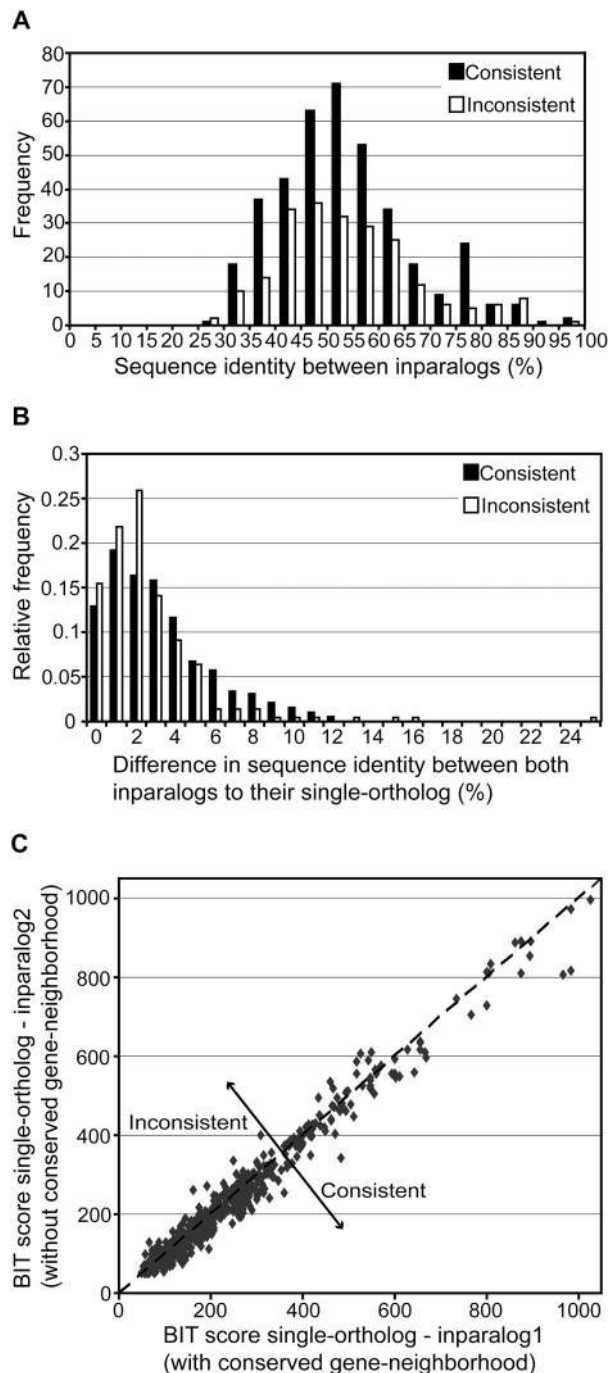 A
Consistent
Inconsistent
Frequency
80
70
60
50
40
30
20
10
0
0 5 10 15 20 25 30 35 40 45 50 55 60 65 70 75 80 85 90 95 100
Sequence identity between inparalogs (%)
B
Consistent
Inconsistent
Relative frequency
0.3
0.25
0.2
0.15
0.1
0.05
0
0 2 4 6 8 10 12 14 16 18 20 22 24
Difference in sequence identity between both
inparalogs to their single-ortholog (%)
C
BIT score single-ortholog - inparalog2
(without conserved gene-neighborhood)
1000
800
600
400
200
0
Inconsistent
Consistent
0 200 400 600 800 1000
BIT score single-ortholog - inparalog1
(with conserved gene-neighborhood)